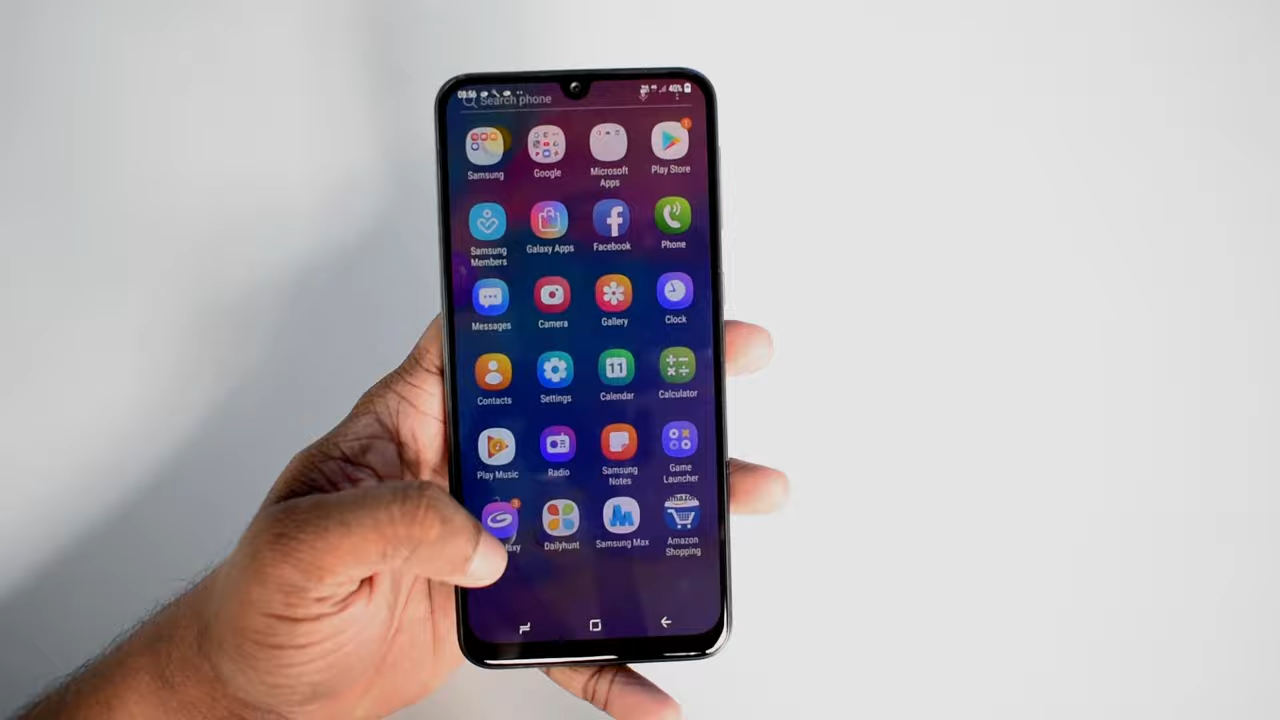 08:56
40%
Search phone
Samsung
Google
Microsoft
Apps
Play Store
1
Samsung
Members
Galaxy Apps
Facebook
Phone
Messages
Camera
Gallery
Clock
Contacts
Settings
11
Calendar
Calculator
Play Music
Radio
Samsung
Notes
Game
Launcher
3
Dailyhunt
Samsung Max
amazon
Amazon
Shopping